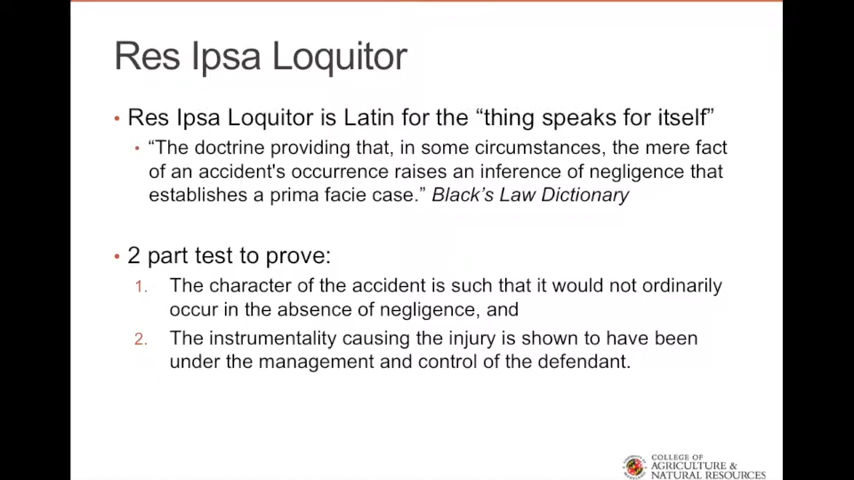 Res Ipsa Loquitor
• Res Ipsa Loquitor is Latin for the “thing speaks for itself”
• “The doctrine providing that, in some circumstances, the mere fact
of an accident's occurrence raises an inference of negligence that
establishes a prima facie case.” Black’s Law Dictionary
• 2 part test to prove:
1. The character of the accident is such that it would not ordinarily
occur in the absence of negligence, and
2. The instrumentality causing the injury is shown to have been
under the management and control of the defendant.
COLLEGE OF
AGRICULTURE &
NATURAL RESOURCES